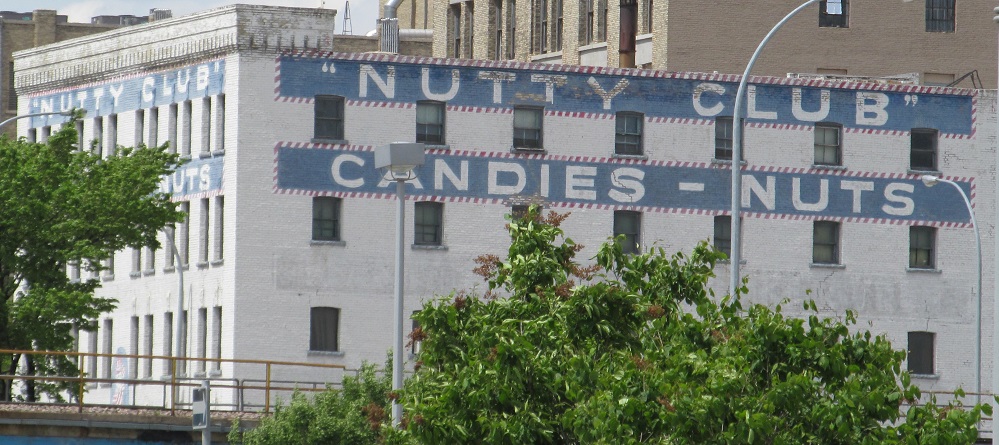 "NUTTY CLUB"
NUTS
"NUTTY CLUB"
CANDIES - NUTS